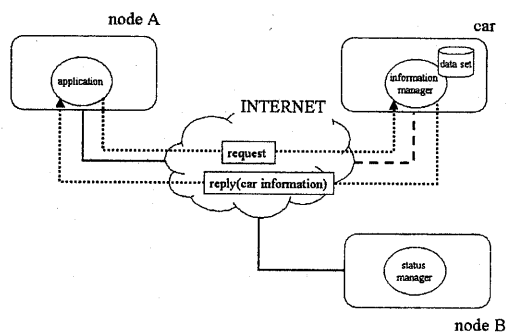 node A
car
application
data set
information
manager
INTERNET
request
reply(car information)
status
manager
node B